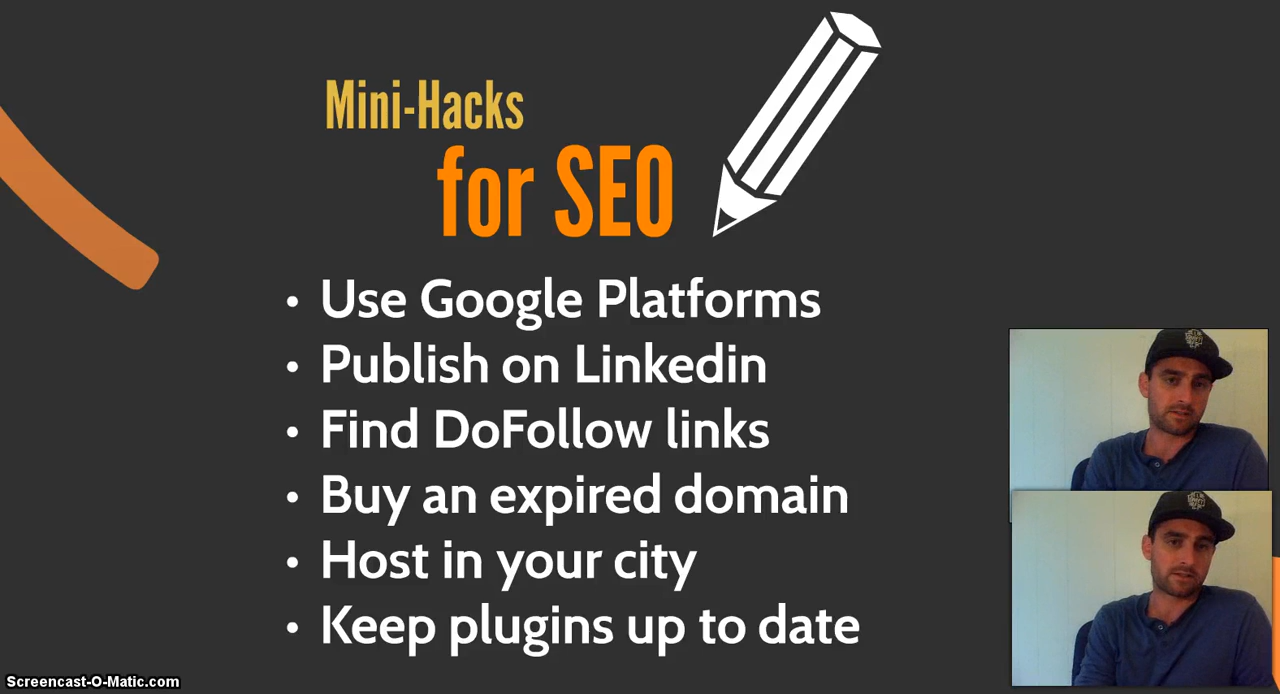 Mini-Hacks
for SEO
• Use Google Platforms
• Publish on Linkedin
• Find DoFollow links
• Buy an expired domain
• Host in your city
• Keep plugins up to date
Screencast-O-Matic.com